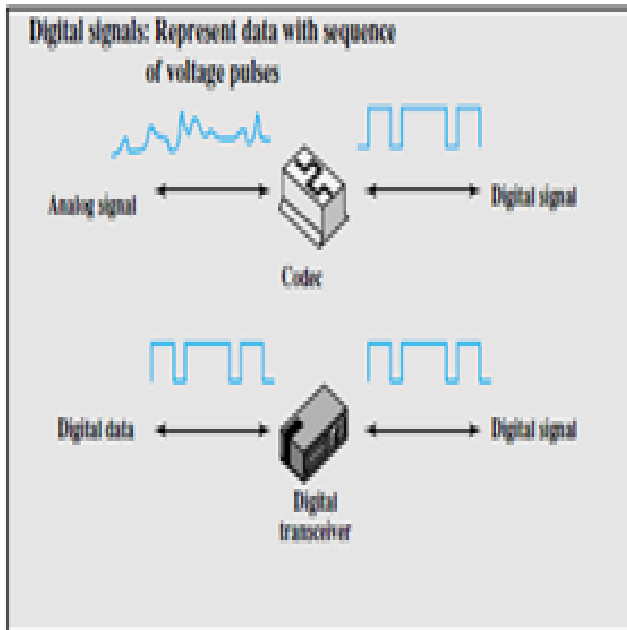 Digital signals: Represent data with sequence
of voltage pulses
Analog signal
Digital signal
Codec
Digital data
Digital signal
Digital
transceiver